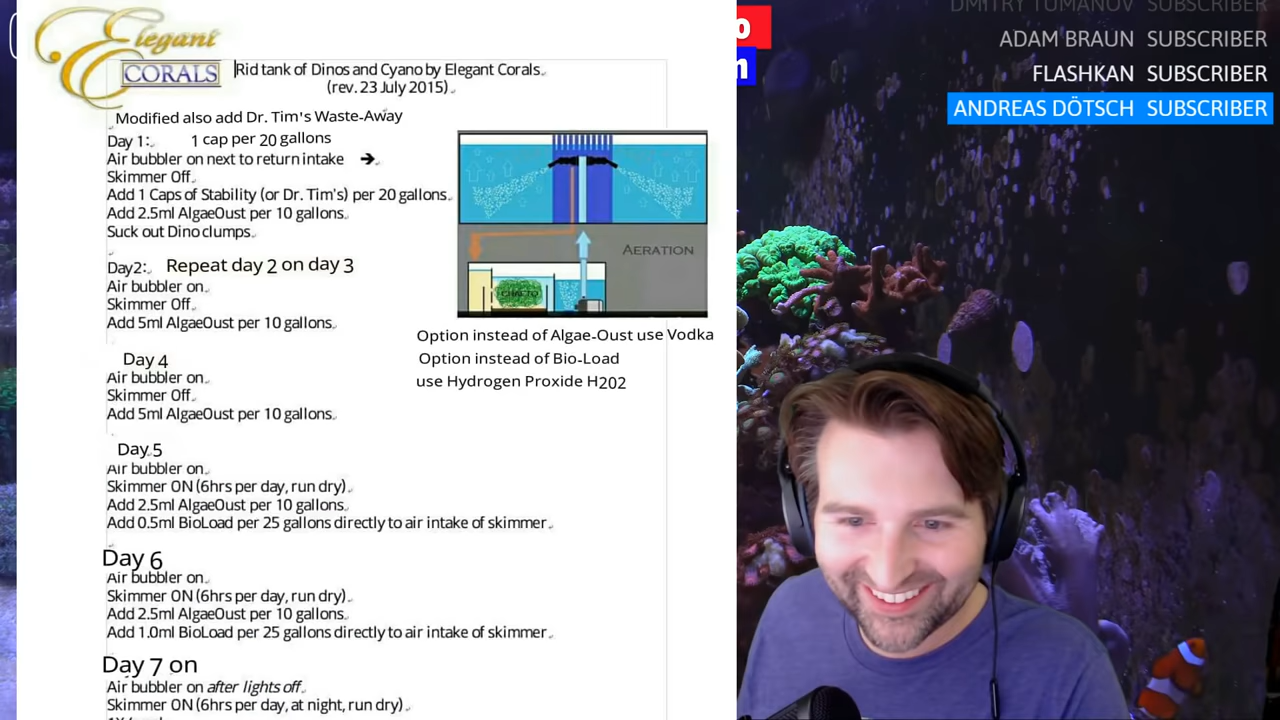 Elegant
CORALS
Rid tank of Dinos and Cyano by Elegant Corals
(rev. 23 July 2015)
Modified also add Dr. Tim's Waste-Away
Day 1: 1 cap per 20 gallons
Air bubbler on next to return intake ➔
Skimmer Off
Add 1 Caps of Stability (or Dr. Tim's) per 20 gallons
Add 2.5ml AlgaeOust per 10 gallons
Suck out Dino clumps
Day2: Repeat day 2 on day 3
Air bubbler on
Skimmer Off
Add 5ml AlgaeOust per 10 gallons
Day 4
Air bubbler on
Skimmer Off
Add 5ml AlgaeOust per 10 gallons
Day 5
Air bubbler on
Skimmer ON (6hrs per day, run dry)
Add 2.5ml AlgaeOust per 10 gallons
Add 0.5ml BioLoad per 25 gallons directly to air intake of skimmer
Day 6
Air bubbler on
Skimmer ON (6hrs per day, run dry)
Add 2.5ml AlgaeOust per 10 gallons
Add 1.0ml BioLoad per 25 gallons directly to air intake of skimmer
Day 7 on
Air bubbler on after lights off
Skimmer ON (6hrs per day, at night, run dry)
AERATION
Option instead of Algae-Oust use Vodka
Option instead of Bio-Load
use Hydrogen Proxide H202
DMITRY TUMANOV SUBSCRIBER
ADAM BRAUN SUBSCRIBER
FLASHKAN SUBSCRIBER
ANDREAS DÖTSCH SUBSCRIBER